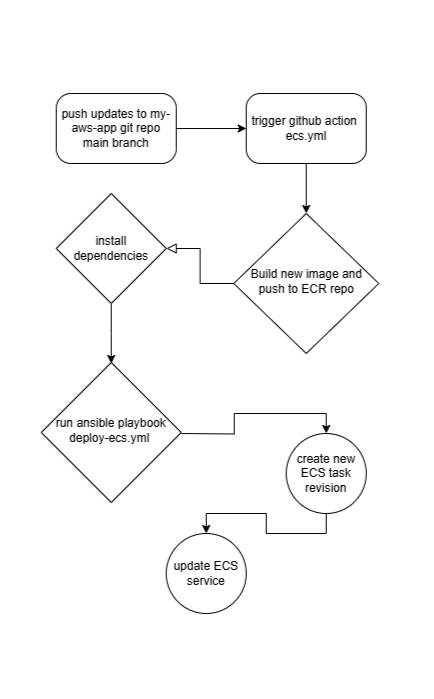 push updates to my-
aws-app git repo
main branch
trigger github action
ecs.yml
Build new image and
push to ECR repo
install
dependencies
run ansible playbook
deploy-ecs.yml
create new
ECS task
revision
update ECS
service